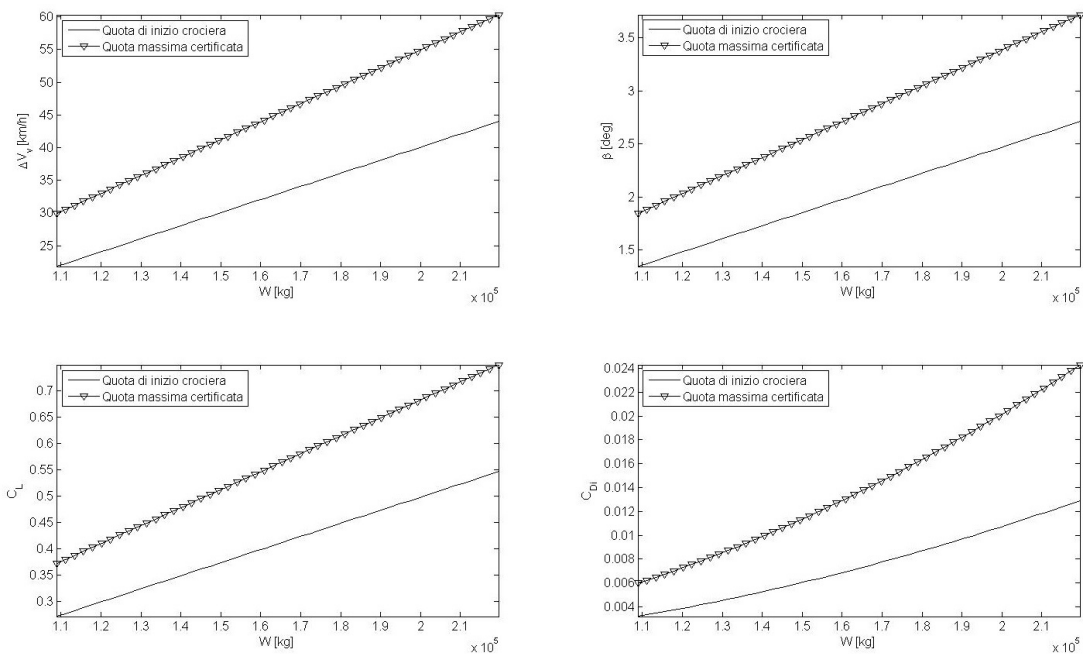 60
55
50
45
40
35
30
25
ΔVv [km/h]
Quota di inizio crociera
Quota massima certificata
1.1 1.2 1.3 1.4 1.5 1.6 1.7 1.8 1.9 2 2.1
W [kg]
x 10^5
3.5
3
2.5
2
1.5
β [deg]
Quota di inizio crociera
Quota massima certificata
1.1 1.2 1.3 1.4 1.5 1.6 1.7 1.8 1.9 2 2.1
W [kg]
x 10^5
0.7
0.65
0.6
0.55
0.5
0.45
0.4
0.35
0.3
CL
Quota di inizio crociera
Quota massima certificata
1.1 1.2 1.3 1.4 1.5 1.6 1.7 1.8 1.9 2 2.1
W [kg]
x 10^5
0.024
0.022
0.02
0.018
0.016
0.014
0.012
0.01
0.008
0.006
0.004
CDi
Quota di inizio crociera
Quota massima certificata
1.1 1.2 1.3 1.4 1.5 1.6 1.7 1.8 1.9 2 2.1
W [kg]
x 10^5